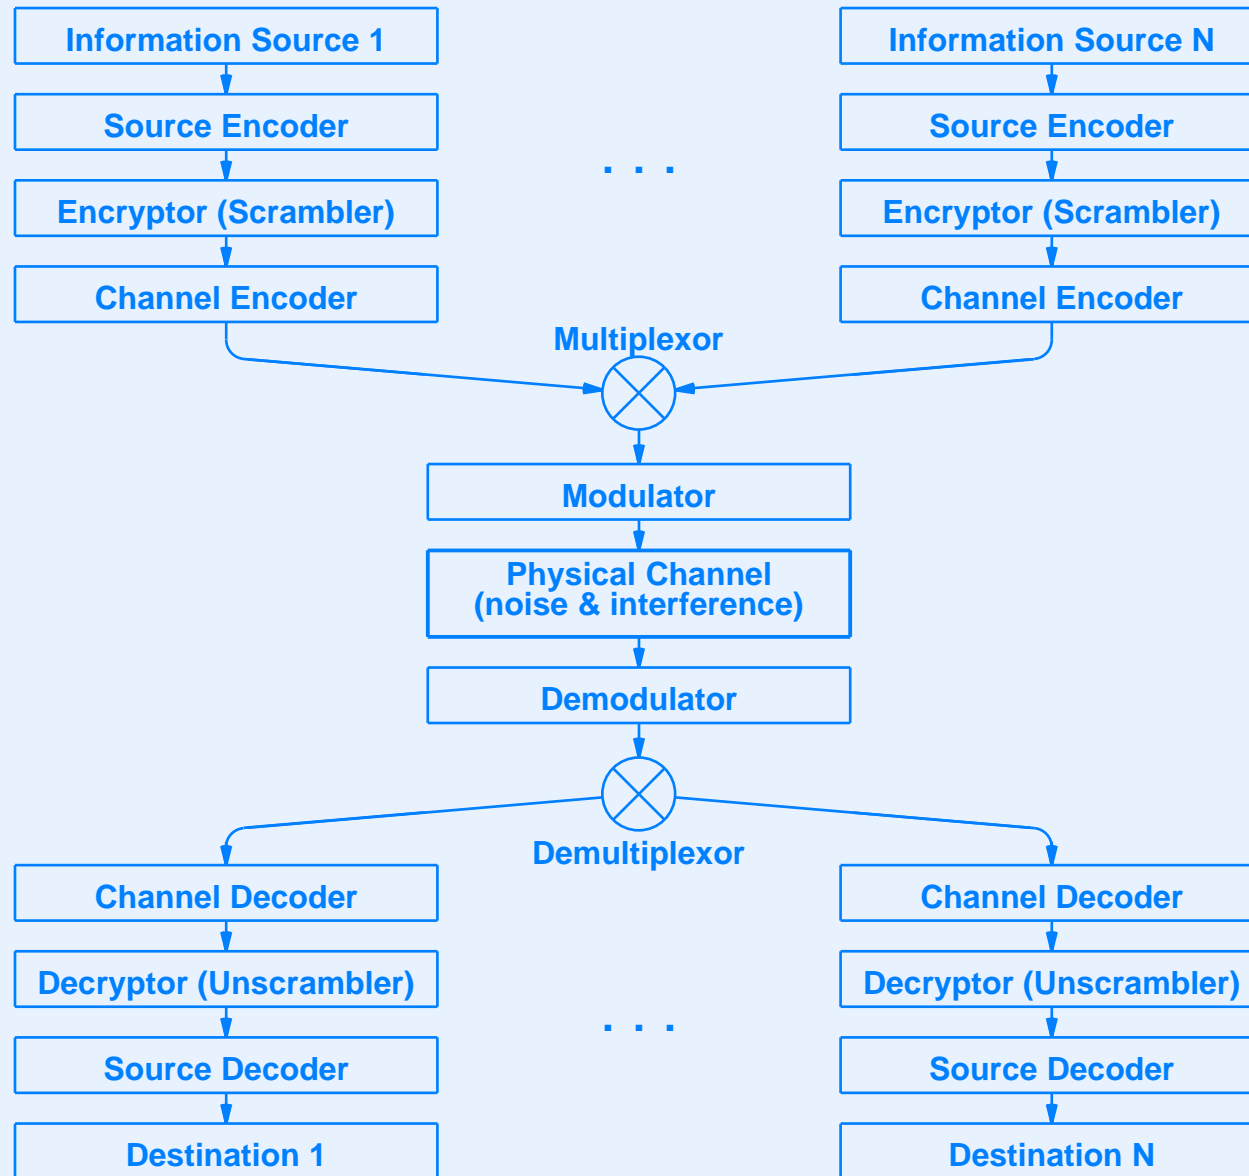 Information Source 1
Information Source N
Source Encoder
Source Encoder
. . .
Encryptor (Scrambler)
Encryptor (Scrambler)
Channel Encoder
Channel Encoder
Multiplexor
Modulator
Physical Channel
(noise & interference)
Demodulator
Demultiplexor
Channel Decoder
Channel Decoder
Decryptor (Unscrambler)
Decryptor (Unscrambler)
. . .
Source Decoder
Source Decoder
Destination 1
Destination N